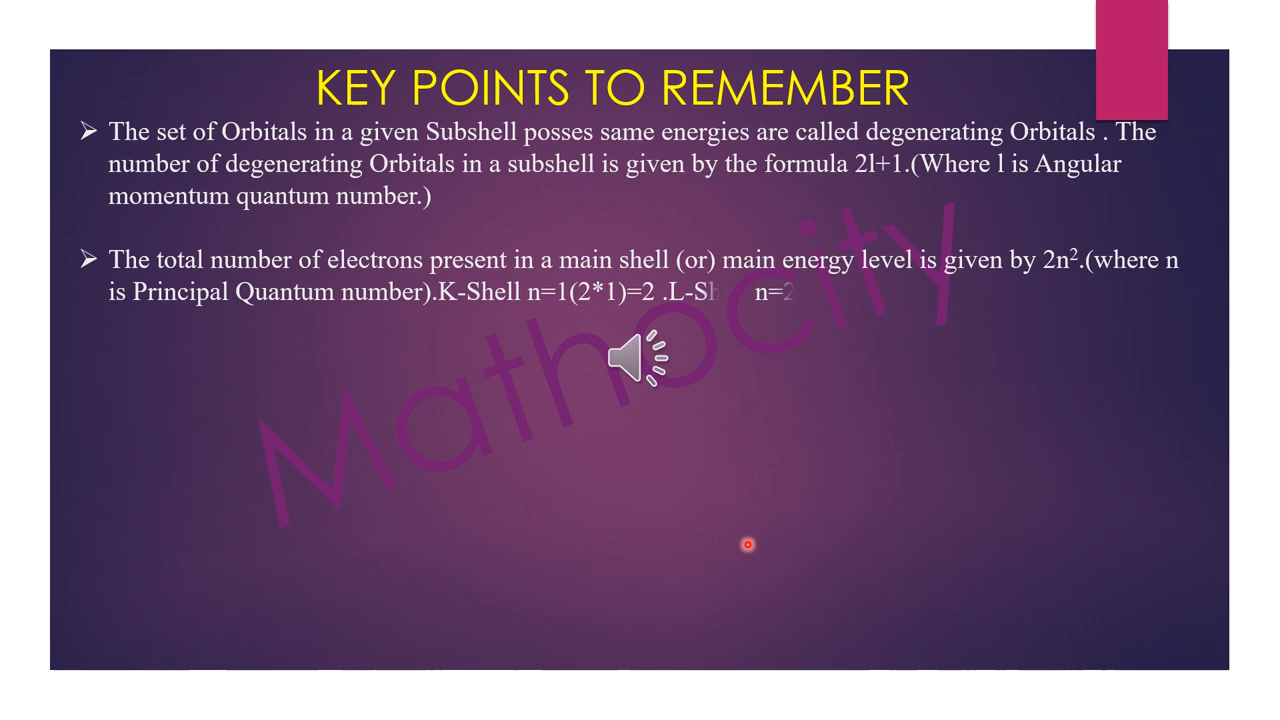 KEY POINTS TO REMEMBER
➢ The set of Orbitals in a given Subshell posses same energies are called degenerating Orbitals . The
number of degenerating Orbitals in a subshell is given by the formula 2l+1.(Where l is Angular
momentum quantum number.)
➢ The total number of electrons present in a main shell (or) main energy level is given by 2n².(where n
is Principal Quantum number).K-Shell n=1(2*1)=2 .L-Sh n=2
Mathocity